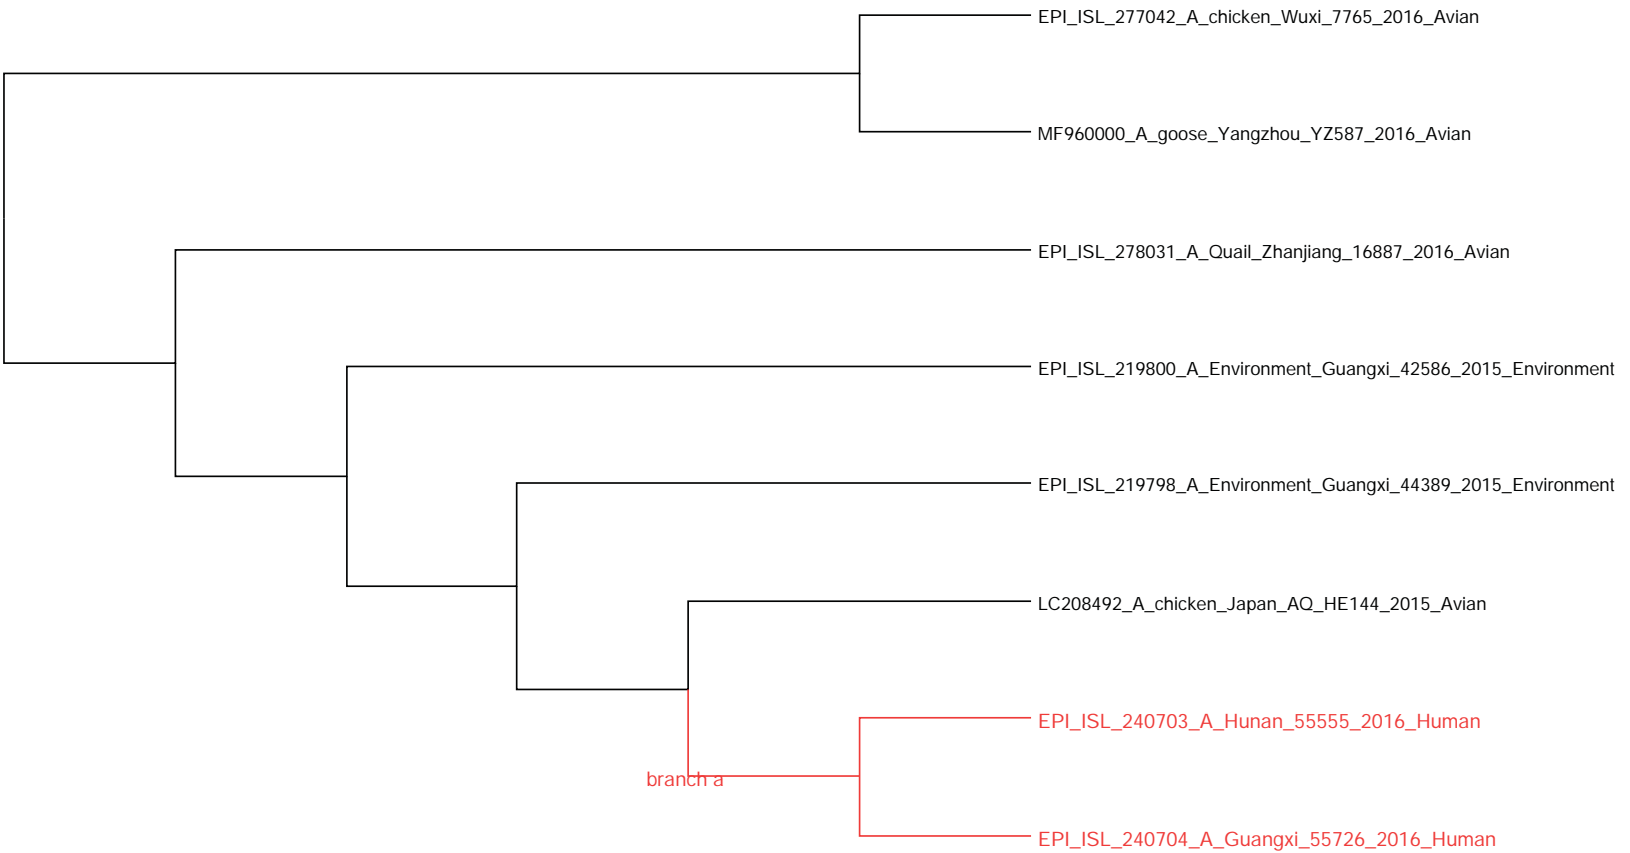 EPI_ISL_277042_A_chicken_Wuxi_7765_2016_Avian
MF960000_A_goose_Yangzhou_YZ587_2016_Avian
EPI_ISL_278031_A_Quail_Zhanjiang_16887_2016_Avian
EPI_ISL_219800_A_Environment_Guangxi_42586_2015_Environment
EPI_ISL_219798_A_Environment_Guangxi_44389_2015_Environment
LC208492_A_chicken_Japan_AQ_HE144_2015_Avian
EPI_ISL_240703_A_Hunan_55555_2016_Human
branch a
EPI_ISL_240704_A_Guangxi_55726_2016_Human